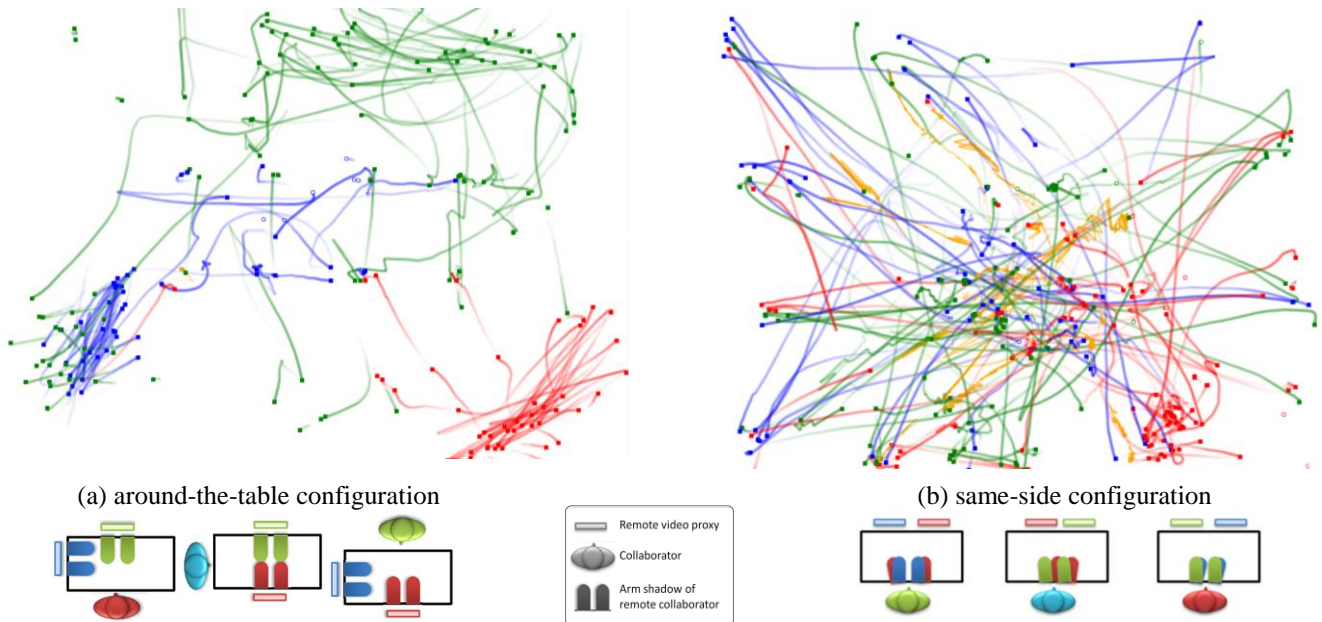 (a) around-the-table configuration
(b) same-side configuration
Remote video proxy
Collaborator
Arm shadow of
remote collaborator